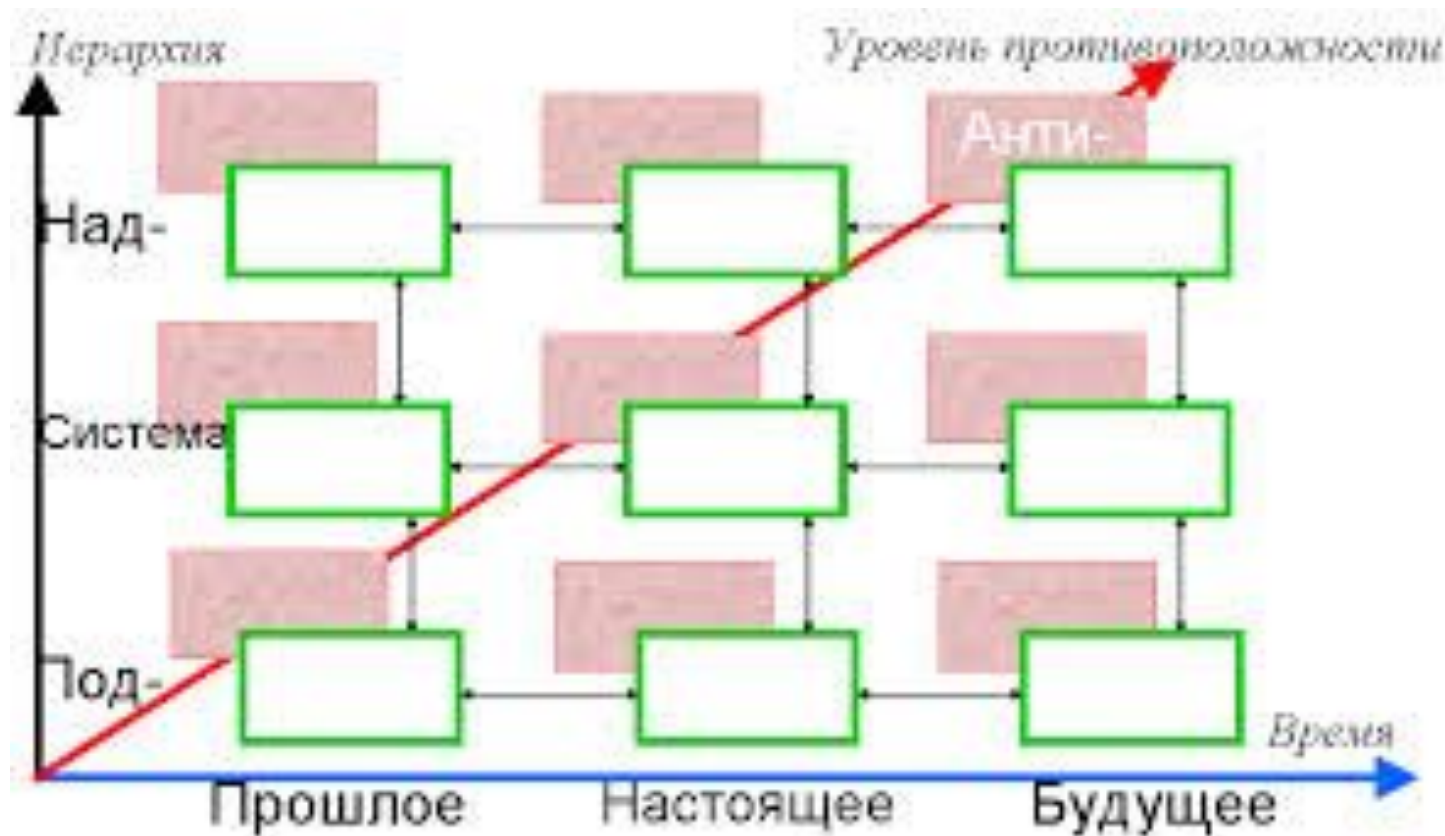 Иерархия
Уровень противоположности
Анти-
Над-
Система
Под-
Время
Прошлое
Настоящее
Будущее